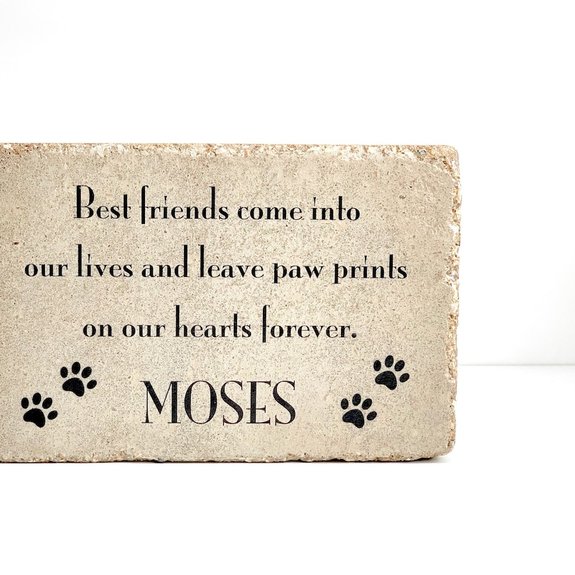 Best friends come into
our lives and leave paw prints
on our hearts forever.
MOSES